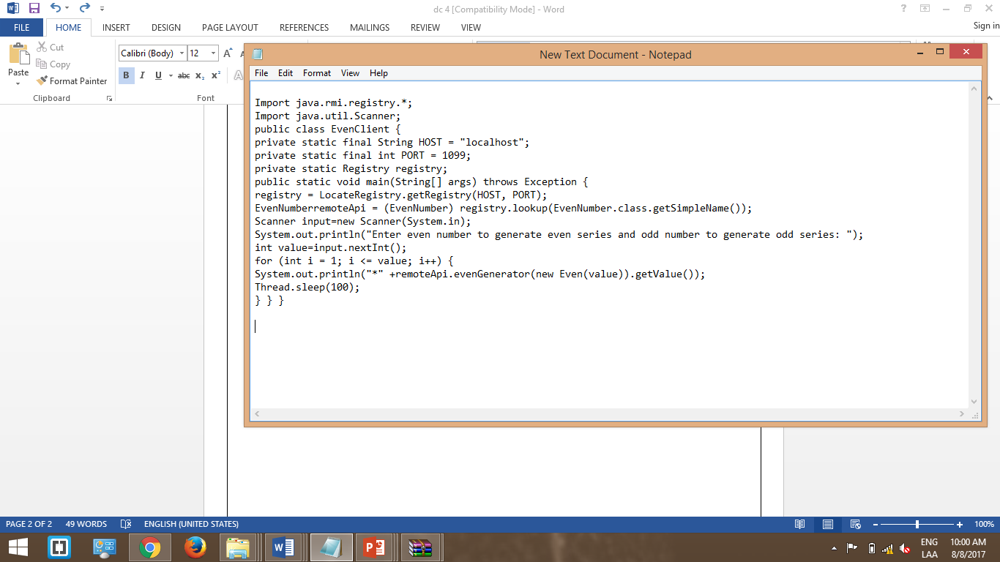 dc 4 [Compatibility Mode] - Word
FILE HOME INSERT DESIGN PAGE LAYOUT REFERENCES MAILINGS REVIEW VIEW
Sign in
Paste
Cut
Copy
Format Painter
Clipboard
Calibri (Body) 12
B I U abc X₂ X²
Font
New Text Document - Notepad
File Edit Format View Help
Import java.rmi.registry.*;
Import java.util.Scanner;
public class EvenClient {
private static final String HOST = "localhost";
private static final int PORT = 1099;
private static Registry registry;
public static void main(String[] args) throws Exception {
registry = LocateRegistry.getRegistry(HOST, PORT);
EvenNumberremoteApi = (EvenNumber) registry.lookup(EvenNumber.class.getSimpleName());
Scanner input=new Scanner(System.in);
System.out.println("Enter even number to generate even series and odd number to generate odd series: ");
int value=input.nextInt();
for (int i = 1; i <= value; i++) {
System.out.println("*" +remoteApi.evenGenerator(new Even(value)).getValue());
Thread.sleep(100);
} } }
PAGE 2 OF 2 49 WORDS ENGLISH (UNITED STATES)
100%
ENG 10:00 AM
LAA 8/8/2017